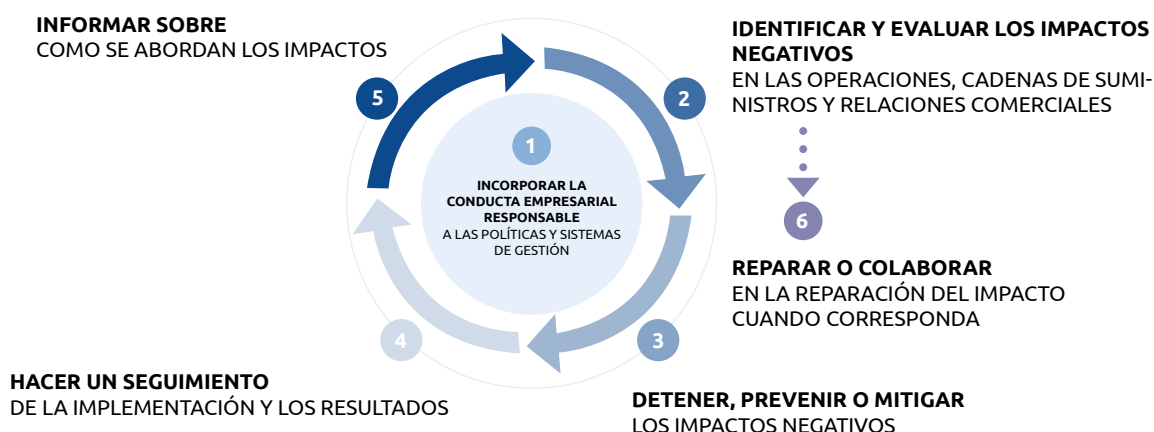 INFORMAR SOBRE
COMO SE ABORDAN LOS IMPACTOS
5
IDENTIFICAR Y EVALUAR LOS IMPACTOS
NEGATIVOS
EN LAS OPERACIONES, CADENAS DE SUMI-
NISTROS Y RELACIONES COMERCIALES
2
1
INCORPORAR LA
CONDUCTA EMPRESARIAL
RESPONSABLE
A LAS POLÍTICAS Y SISTEMAS
DE GESTIÓN
6
REPARAR O COLABORAR
EN LA REPARACIÓN DEL IMPACTO
CUANDO CORRESPONDA
4
3
HACER UN SEGUIMIENTO
DE LA IMPLEMENTACIÓN Y LOS RESULTADOS
DETENER, PREVENIR O MITIGAR
LOS IMPACTOS NEGATIVOS